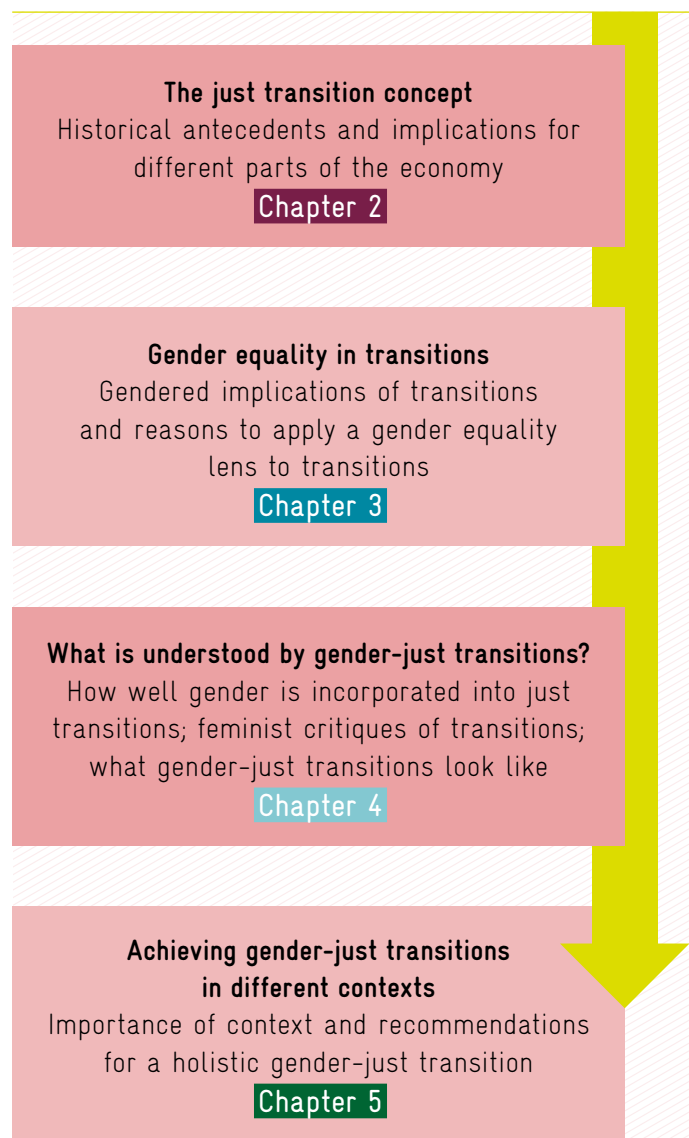 The just transition concept
Historical antecedents and implications for
different parts of the economy
Chapter 2
Gender equality in transitions
Gendered implications of transitions
and reasons to apply a gender equality
lens to transitions
Chapter 3
What is understood by gender-just transitions?
How well gender is incorporated into just
transitions; feminist critiques of transitions;
what gender-just transitions look like
Chapter 4
Achieving gender-just transitions
in different contexts
Importance of context and recommendations
for a holistic gender-just transition
Chapter 5